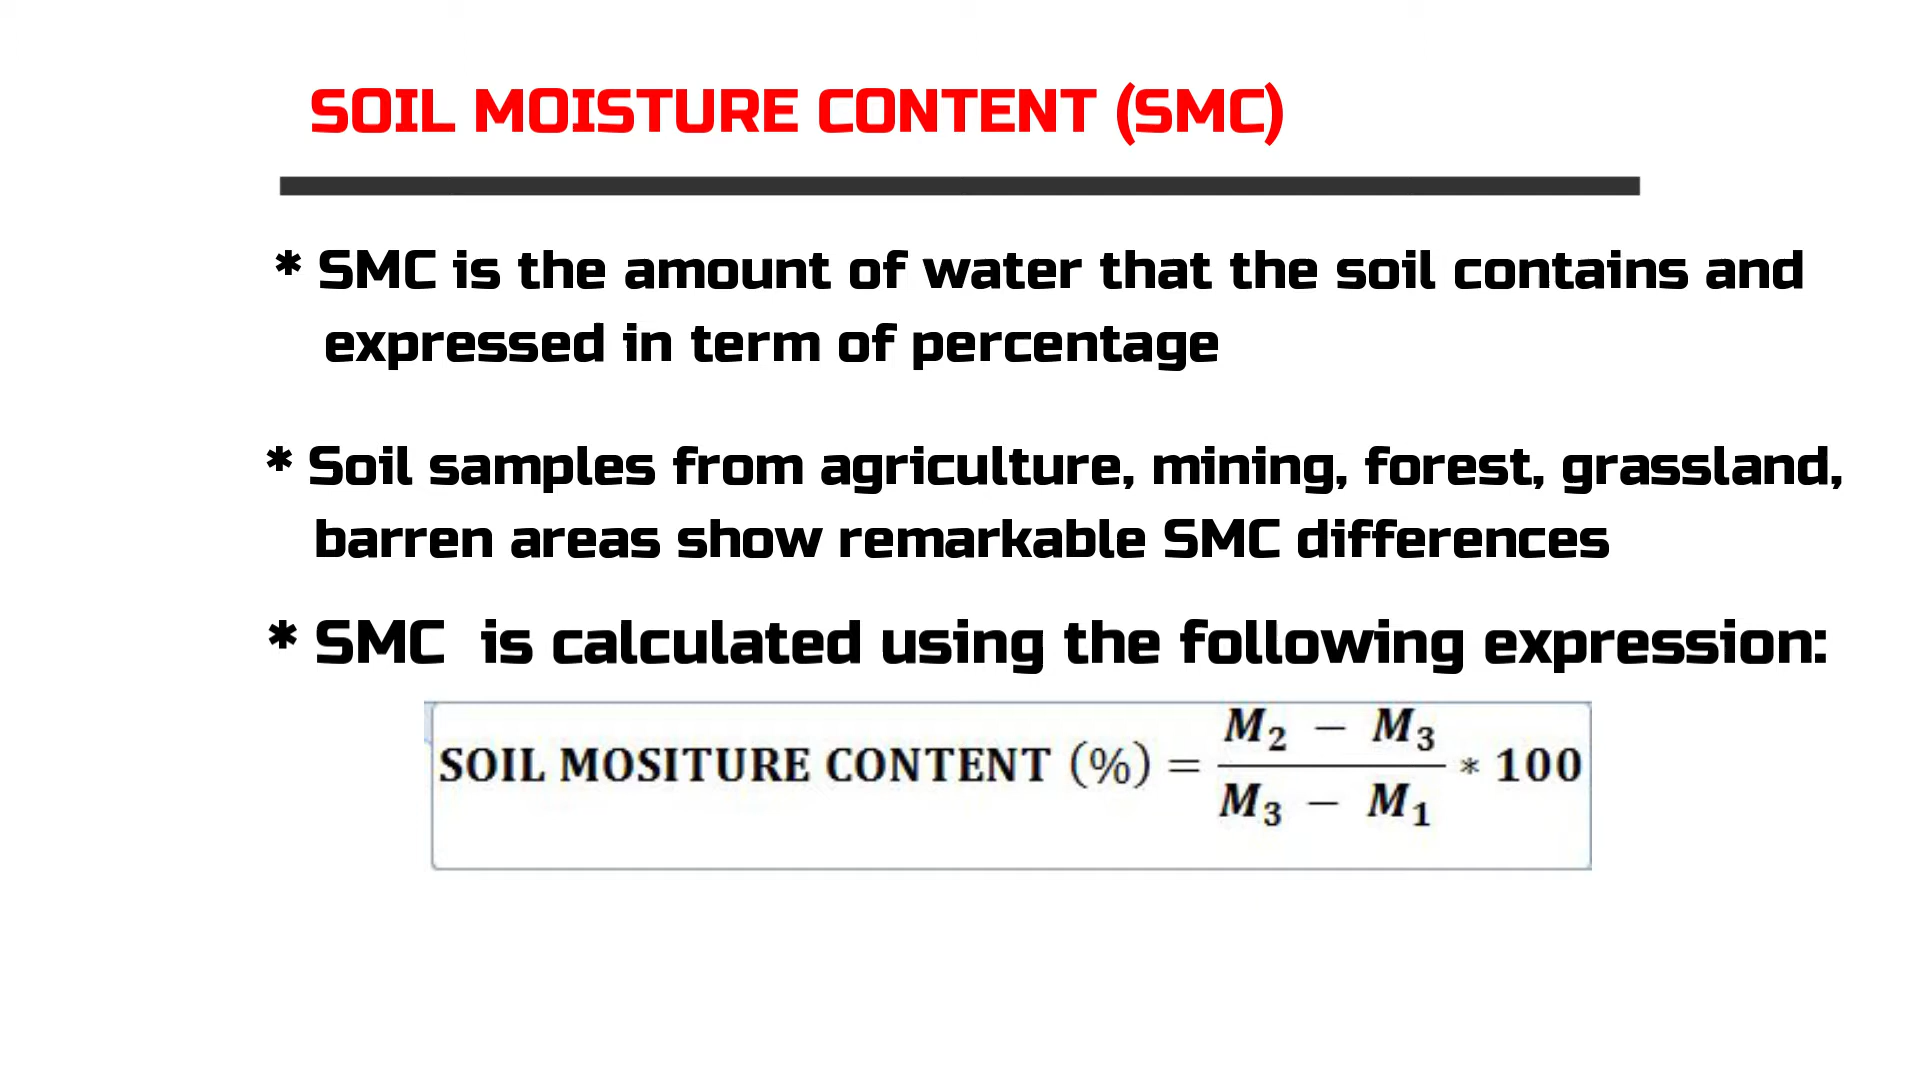 SOIL MOISTURE CONTENT (SMC)
* SMC is the amount of water that the soil contains and
expressed in term of percentage
* Soil samples from agriculture, mining, forest, grassland,
barren areas show remarkable SMC differences
* SMC is calculated using the following expression:
M₂ − M₃
SOIL MOSITURE CONTENT (%) = ――― * 100
M₃ − M₁